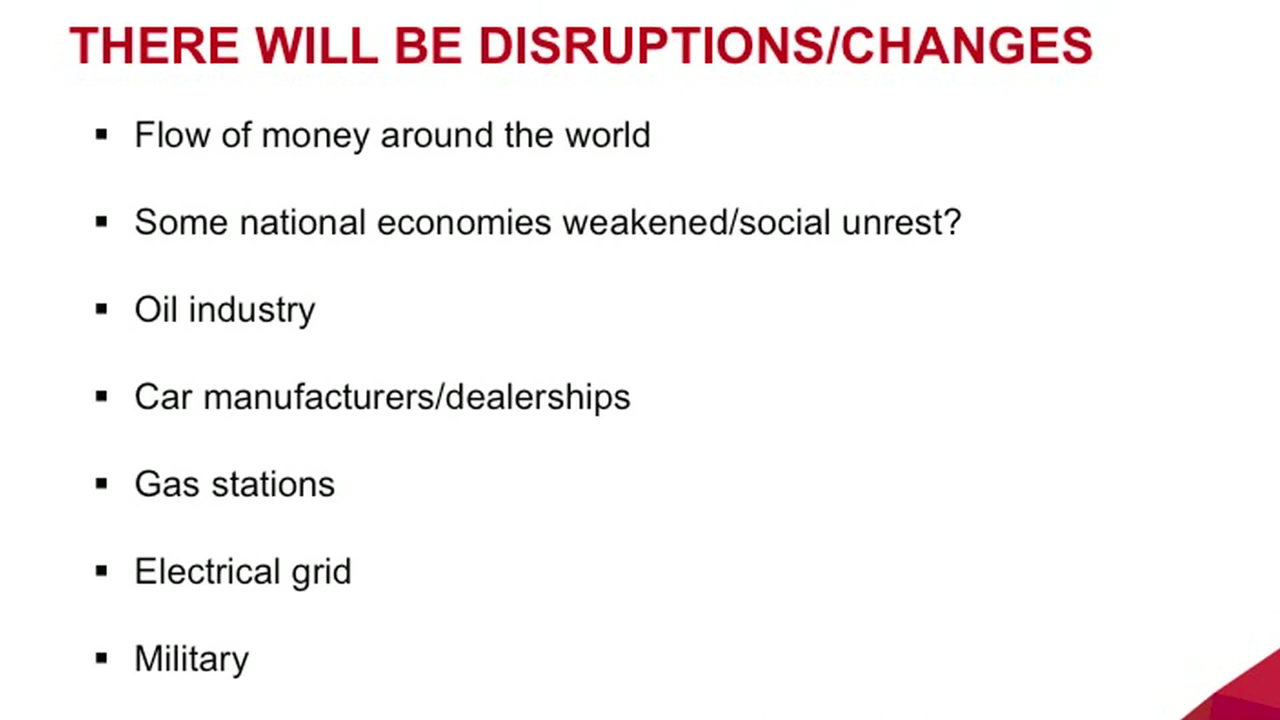 THERE WILL BE DISRUPTIONS/CHANGES
▪ Flow of money around the world
▪ Some national economies weakened/social unrest?
▪ Oil industry
▪ Car manufacturers/dealerships
▪ Gas stations
▪ Electrical grid
▪ Military